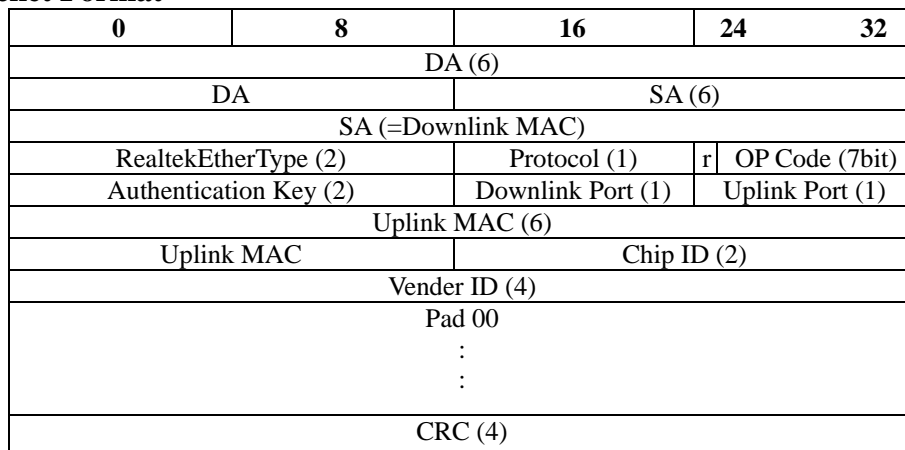 0 8 16 24 32
DA (6)
DA SA (6)
SA (=Downlink MAC)
RealtekEtherType (2) Protocol (1) r OP Code (7bit)
Authentication Key (2) Downlink Port (1) Uplink Port (1)
Uplink MAC (6)
Uplink MAC Chip ID (2)
Vender ID (4)
Pad 00
:
:
CRC (4)